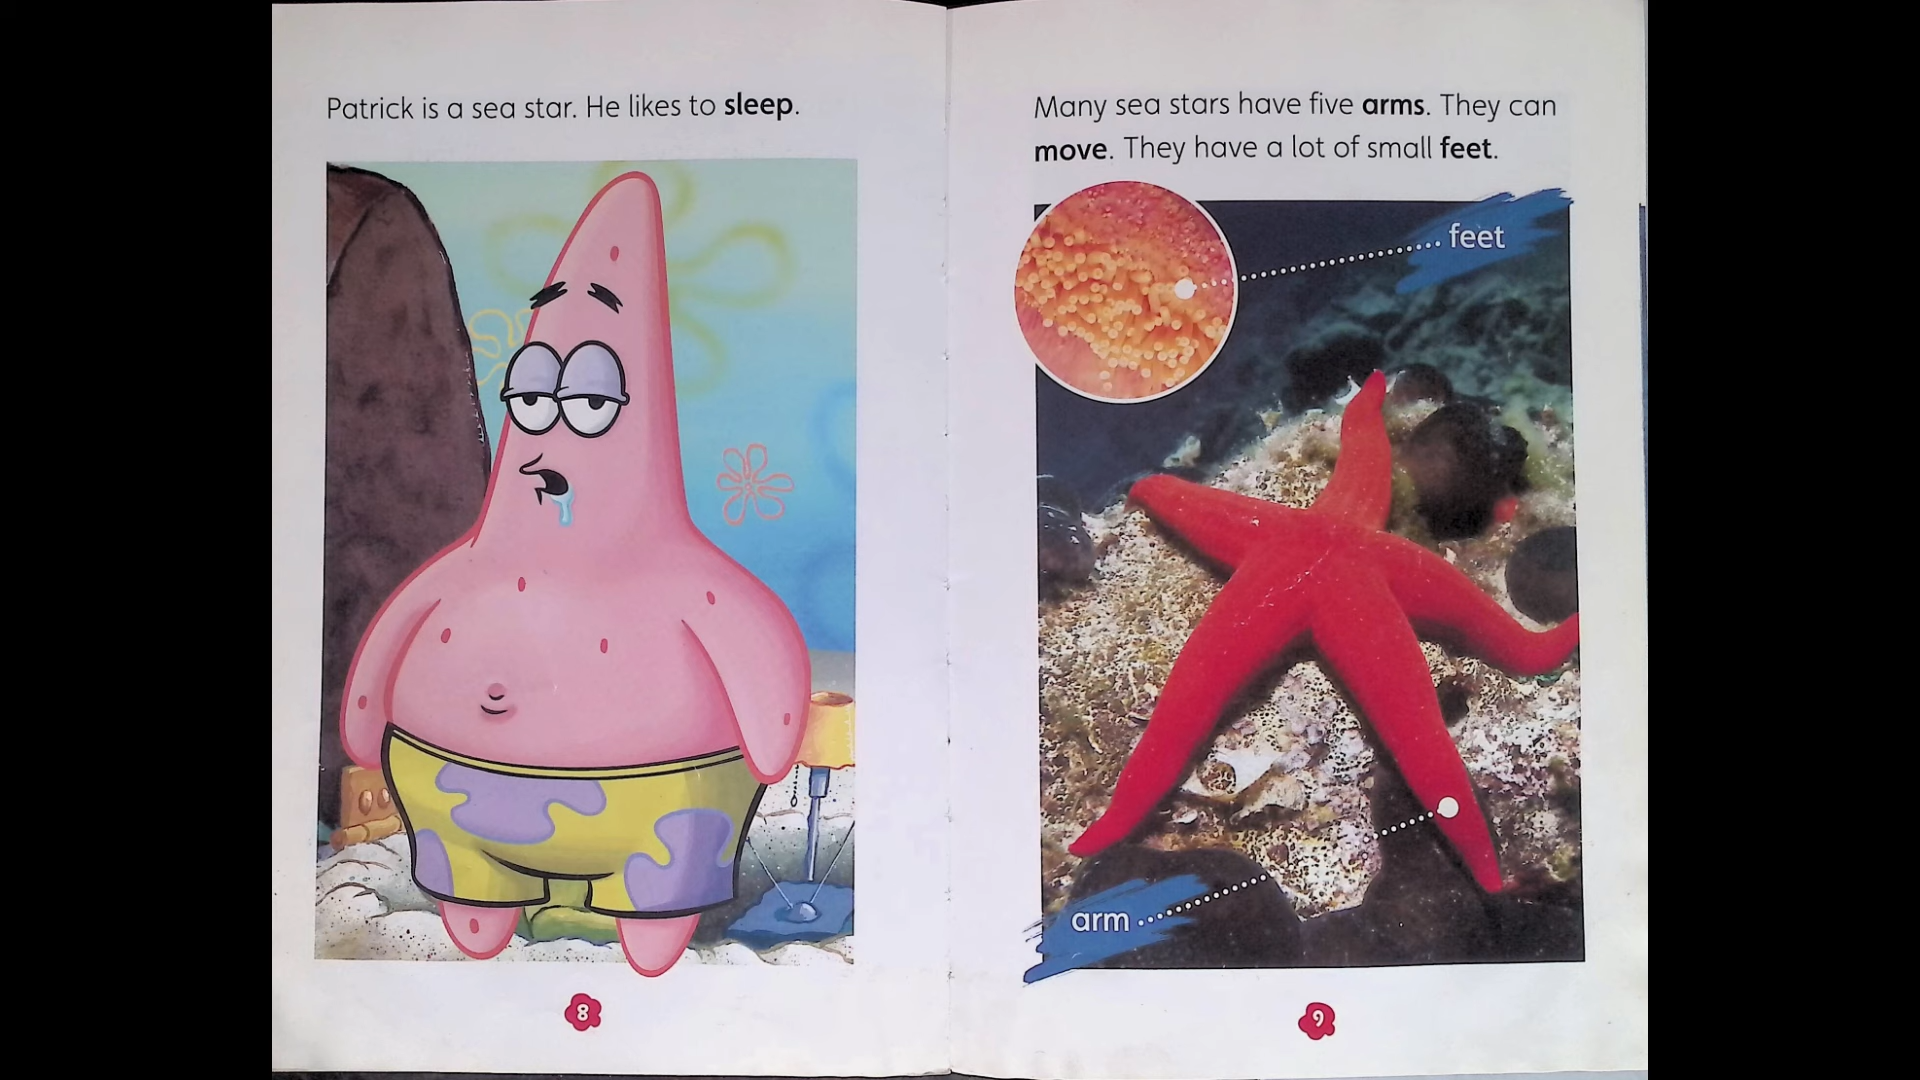 Patrick is a sea star. He likes to sleep.
8
Many sea stars have five arms. They can
move. They have a lot of small feet.
feet
arm
9